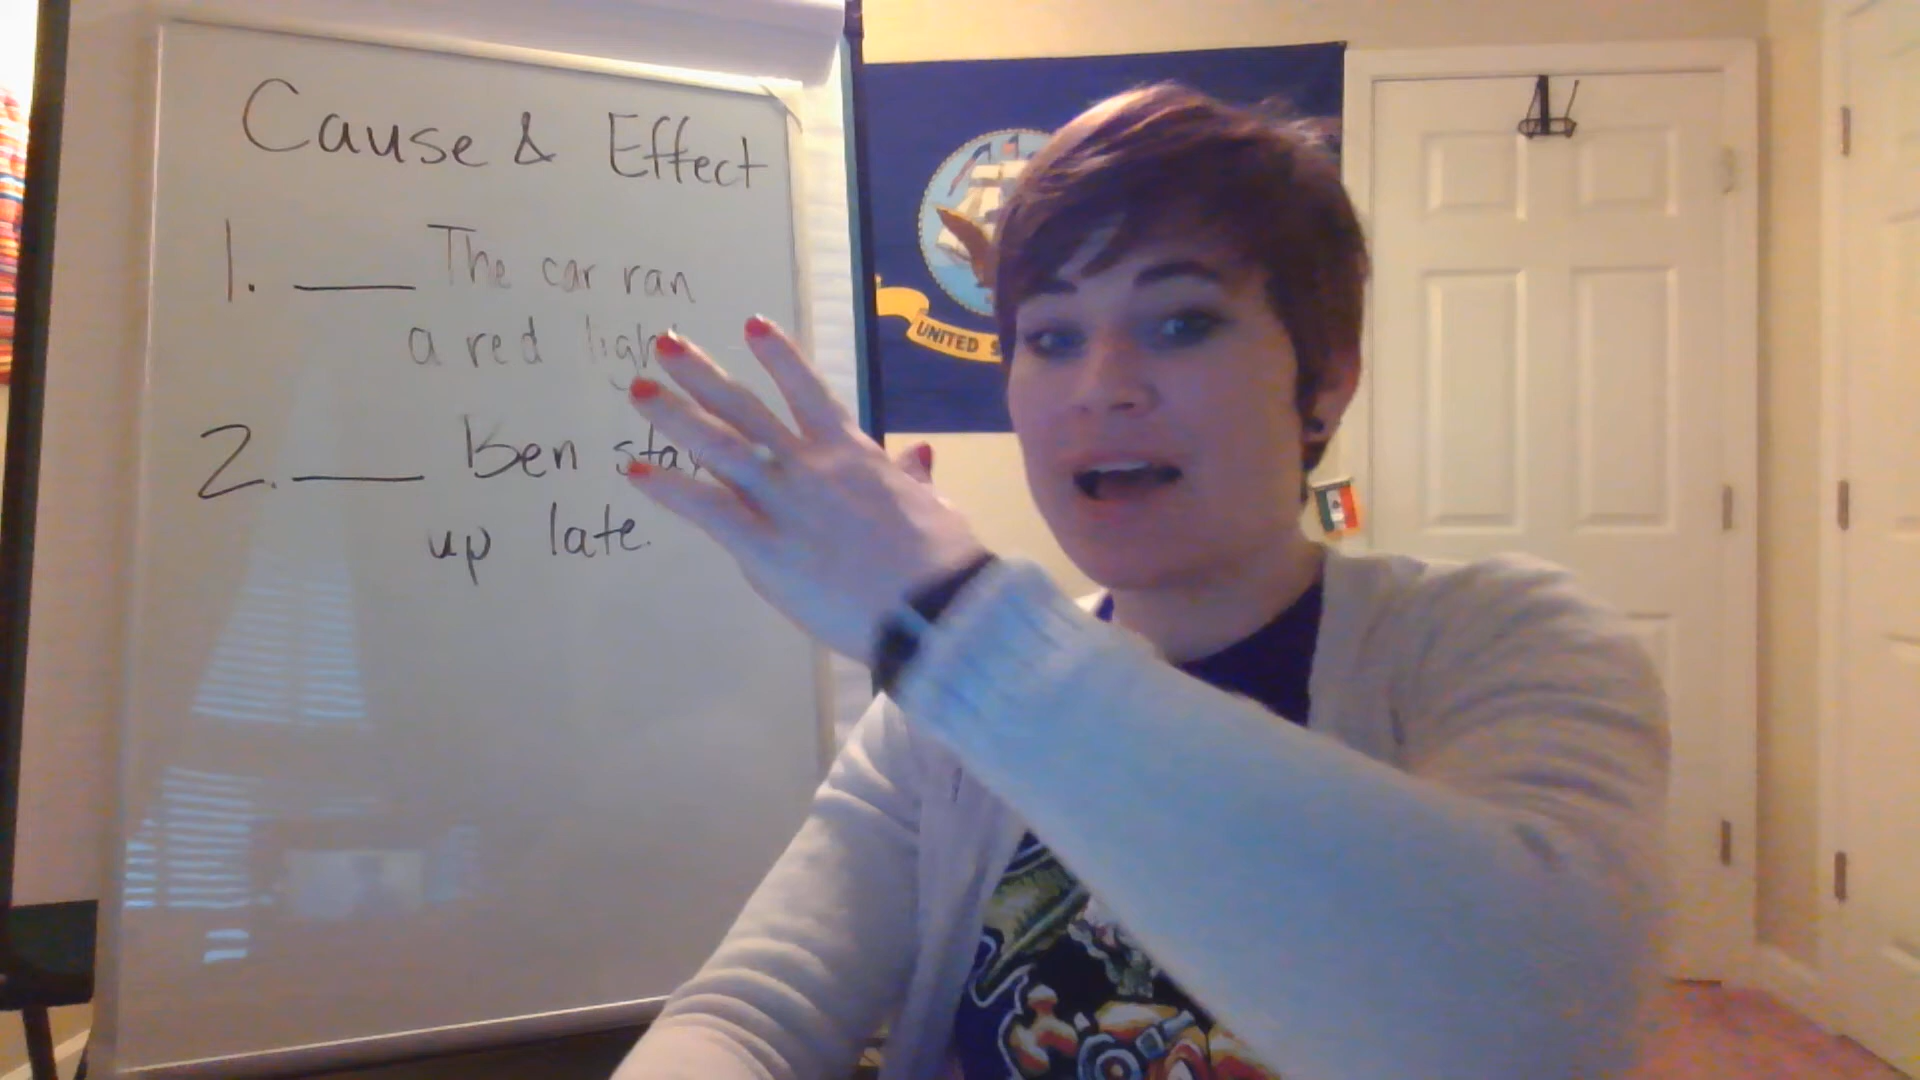 Cause & Effect
1. ___ The car ran
a red
2. ___ Ben
up late.
UNITED